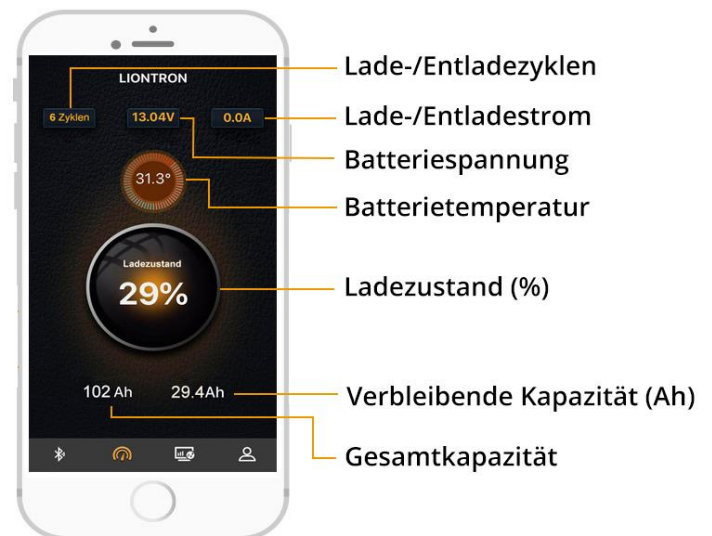 LIONTRON
6 Zyklen
13.04V
0.0A
31.3°
Ladezustand
29%
102 Ah
29.4Ah
Lade-/Entladezyklen
Lade-/Entladestrom
Batteriespannung
Batterietemperatur
Ladezustand (%)
Verbleibende Kapazität (Ah)
Gesamtkapazität